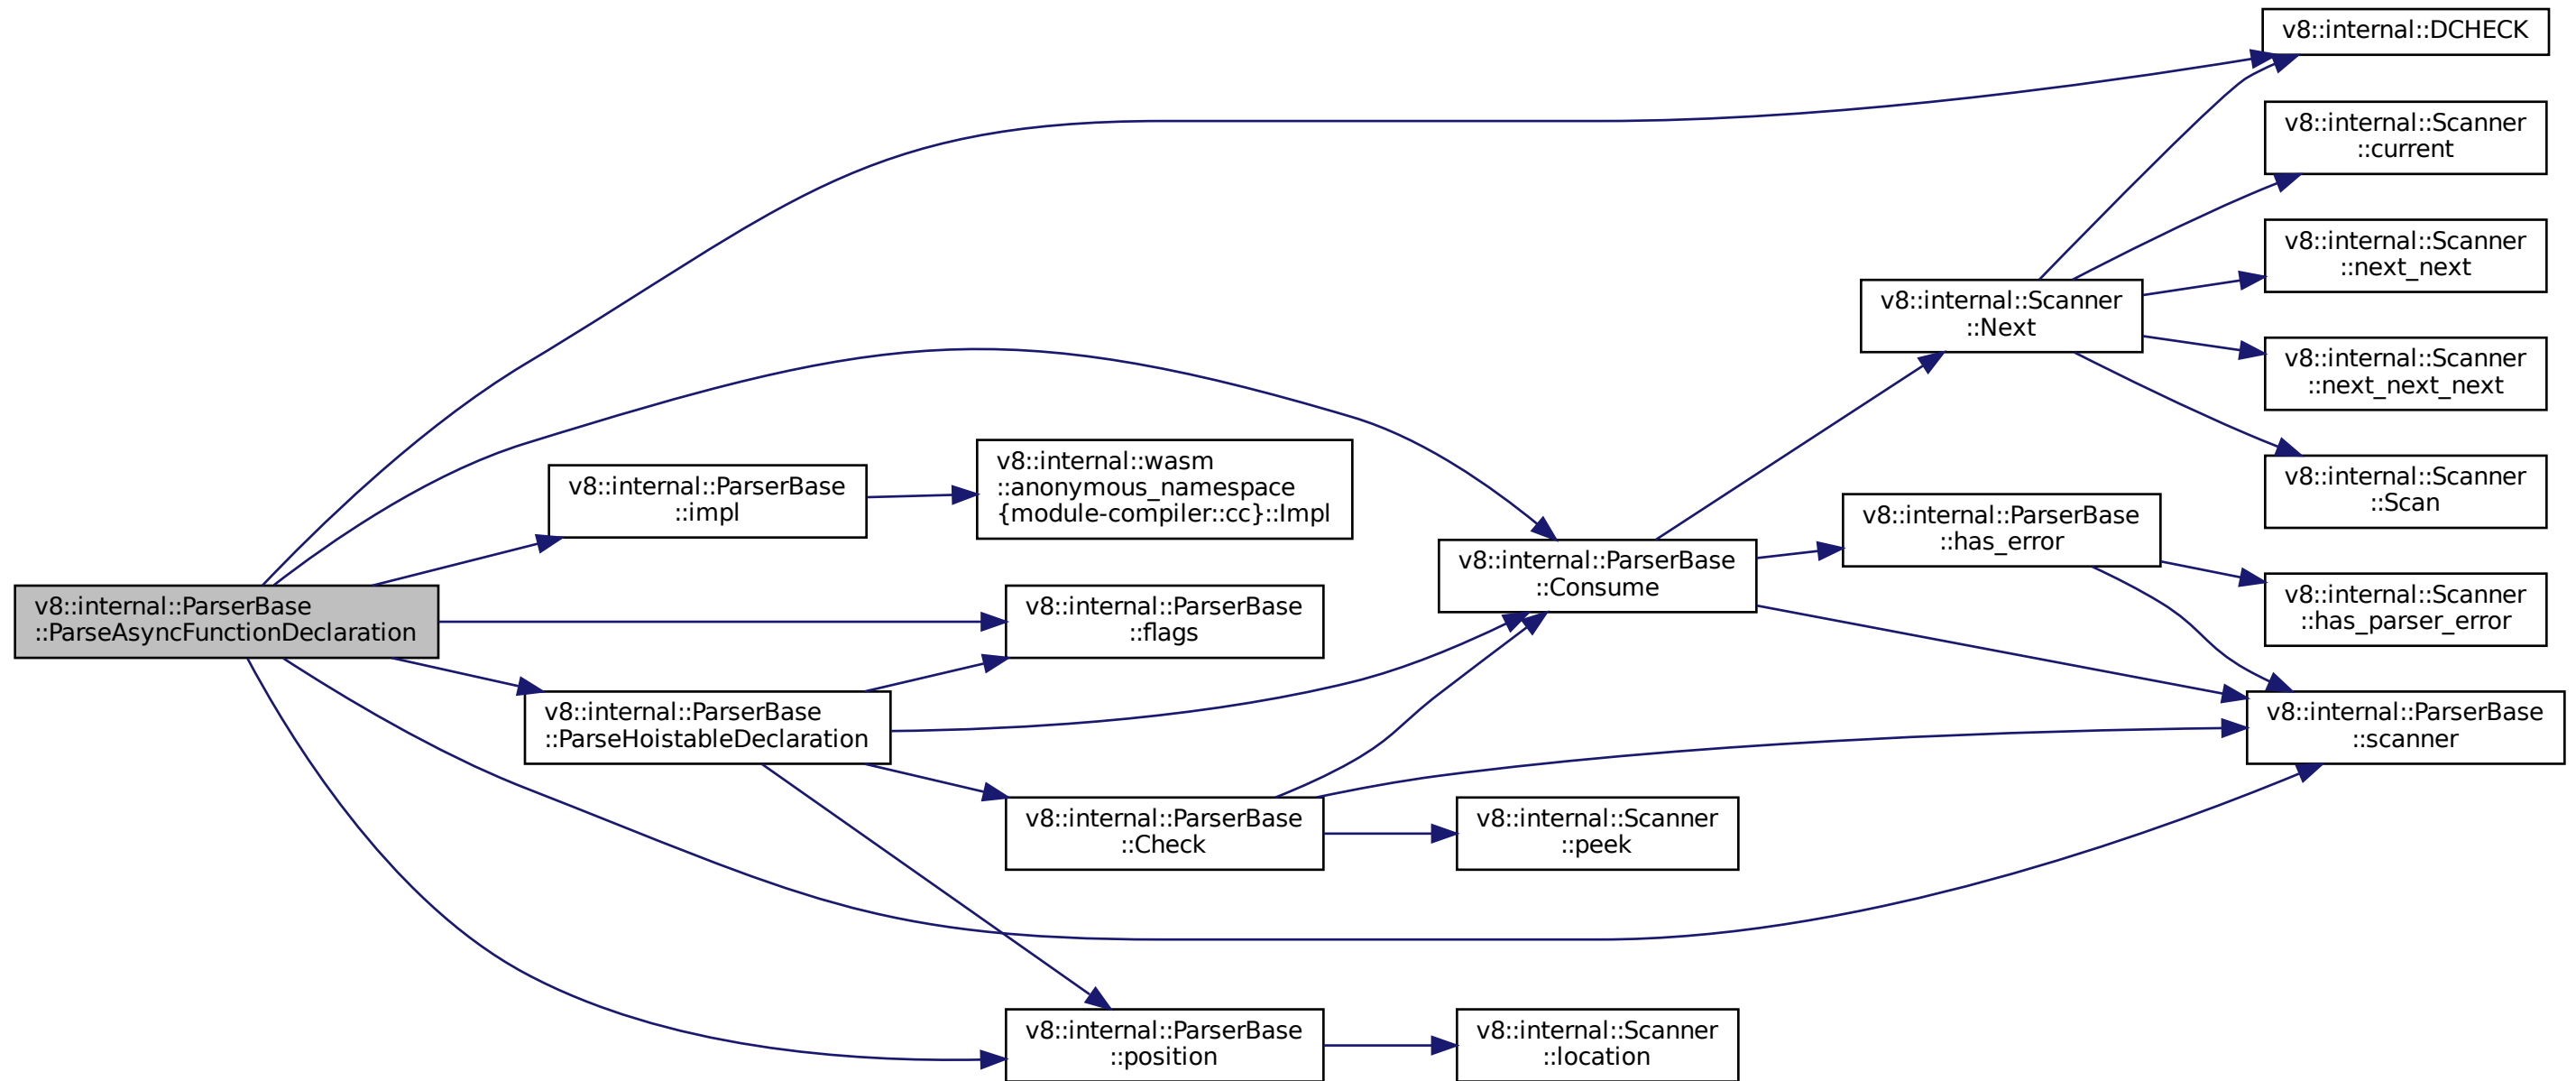 v8::internal::DCHECK
v8::internal::Scanner
::current
v8::internal::Scanner
::next_next
v8::internal::Scanner
::Next
v8::internal::Scanner
::next_next_next
v8::internal::wasm
::anonymous_namespace
{module-compiler::cc}::Impl
v8::internal::ParserBase
::impl
v8::internal::Scanner
::Scan
v8::internal::ParserBase
::has_error
v8::internal::ParserBase
::Consume
v8::internal::ParserBase
::ParseAsyncFunctionDeclaration
v8::internal::ParserBase
::flags
v8::internal::Scanner
::has_parser_error
v8::internal::ParserBase
::ParseHoistableDeclaration
v8::internal::ParserBase
::scanner
v8::internal::ParserBase
::Check
v8::internal::Scanner
::peek
v8::internal::ParserBase
::position
v8::internal::Scanner
::location